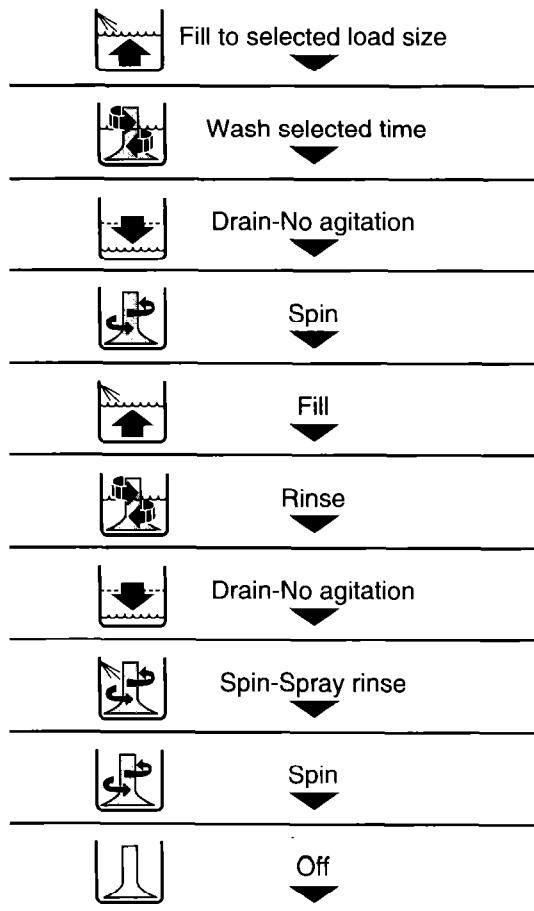 Fill to selected load size
Wash selected time
Drain-No agitation
Spin
Fill
Rinse
Drain-No agitation
Spin-Spray rinse
Spin
Off